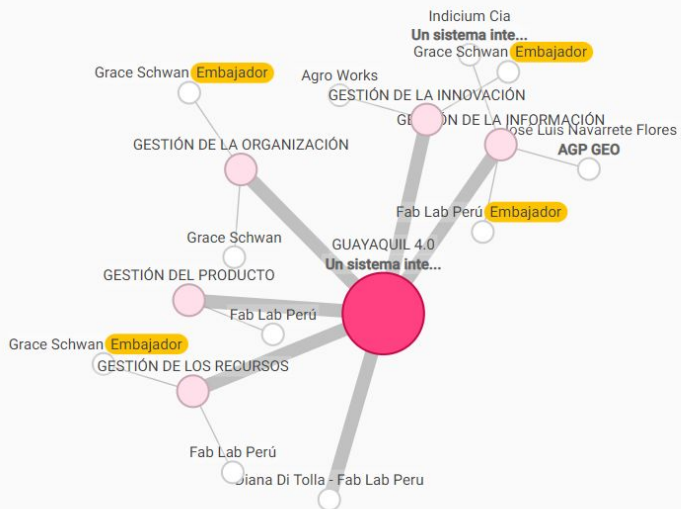 Indicium Cia
Un sistema inte...
Grace Schwan Embajador
Grace Schwan Embajador
Agro Works
GESTIÓN DE LA INNOVACIÓN
GESTIÓN DE LA INFORMACIÓN
José Luis Navarrete Flores
AGP GEO
GESTIÓN DE LA ORGANIZACIÓN
Fab Lab Perú Embajador
Grace Schwan
GUAYAQUIL 4.0
Un sistema inte...
GESTIÓN DEL PRODUCTO
Fab Lab Perú
Grace Schwan Embajador
GESTIÓN DE LOS RECURSOS
Fab Lab Perú
Diana Di Tolla - Fab Lab Peru